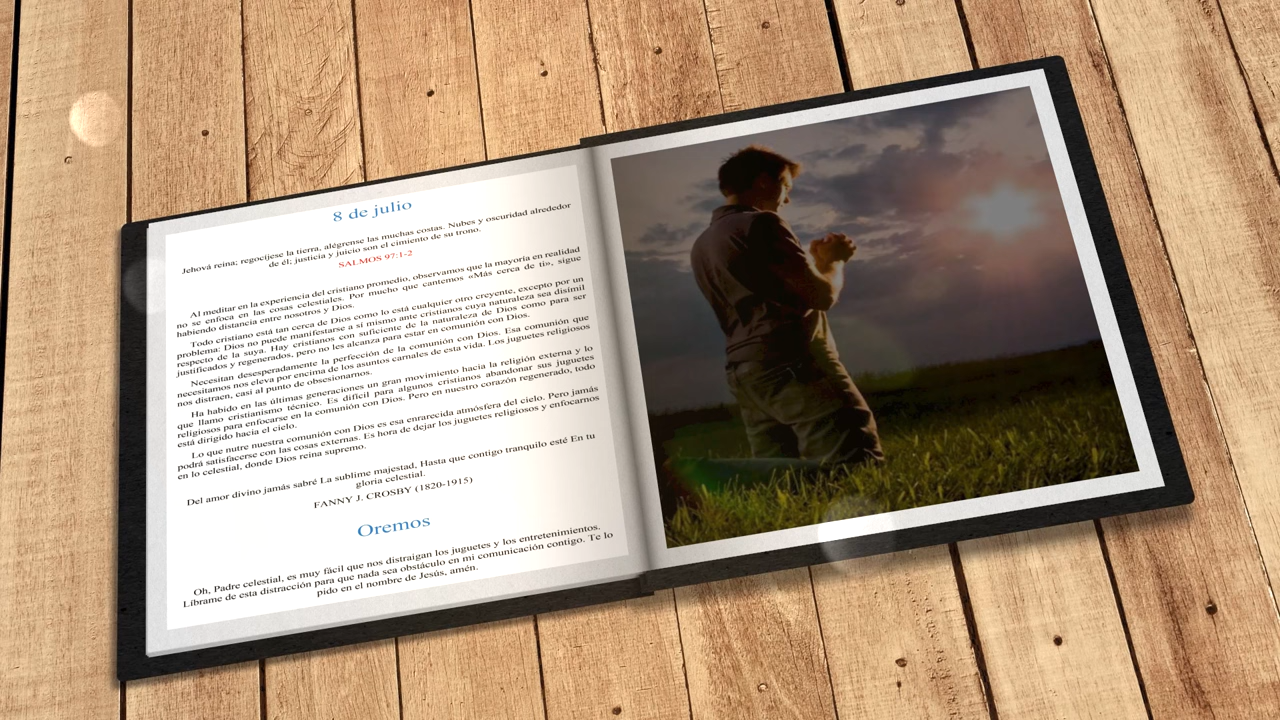 8 de julio
Jehová reina; regocíjese la tierra, alégrense las muchas costas. Nubes y oscuridad alrededor
de él; justicia y juicio son el cimiento de su trono.
SALMOS 97:1-2
Al meditar en la experiencia del cristiano promedio, observamos que la mayoría en realidad
no se enfoca en las cosas celestiales. Por mucho que cantemos «Más cerca de ti», sigue
habiendo distancia entre nosotros y Dios.
Todo cristiano está tan cerca de Dios como lo está cualquier otro creyente, excepto por un
problema: Dios no puede manifestarse a sí mismo ante cristianos cuya naturaleza sea disímil
respecto de la suya. Hay cristianos con suficiente de la naturaleza de Dios como para ser
justificados y regenerados, pero no les alcanza para estar en comunión con Dios.
Necesitan desesperadamente la perfección de la comunión con Dios. Esa comunión que
necesitamos nos eleva por encima de los asuntos carnales de esta vida. Los juguetes religiosos
nos distraen, casi al punto de obsesionarnos.
Ha habido en las últimas generaciones un gran movimiento hacia la religión externa y lo
que llamo cristianismo técnico. Es difícil para algunos cristianos abandonar sus juguetes
religiosos para enfocarse en la comunión con Dios. Pero en nuestro corazón regenerado, todo
está dirigido hacia el cielo.
Lo que nutre nuestra comunión con Dios es esa enrarecida atmósfera del cielo. Pero jamás
podrá satisfacerse con las cosas externas. Es hora de dejar los juguetes religiosos y enfocarnos
en lo celestial, donde Dios reina supremo.
Del amor divino jamás sabré La sublime majestad, Hasta que contigo tranquilo esté En tu
gloria celestial.
FANNY J. CROSBY (1820-1915)
Oremos
Oh, Padre celestial, es muy fácil que nos distraigan los juguetes y los entretenimientos.
Líbrame de esta distracción para que nada sea obstáculo en mi comunicación contigo. Te lo
pido en el nombre de Jesús, amén.